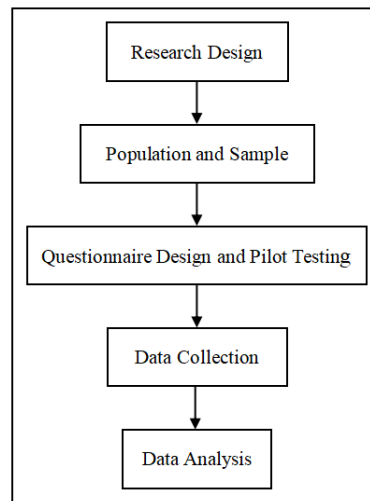 Research Design
Population and Sample
Questionnaire Design and Pilot Testing
Data Collection
Data Analysis